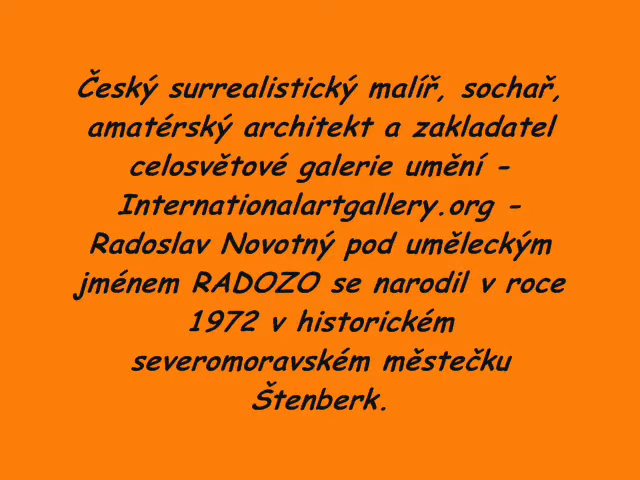 Český surrealistický malíř, sochař,
amatérský architekt a zakladatel
celosvětové galerie umění -
Internationalartgallery.org -
Radoslav Novotný pod uměleckým
jménem RADOZO se narodil v roce
1972 v historickém
severomoravském městečku
Štenberk.